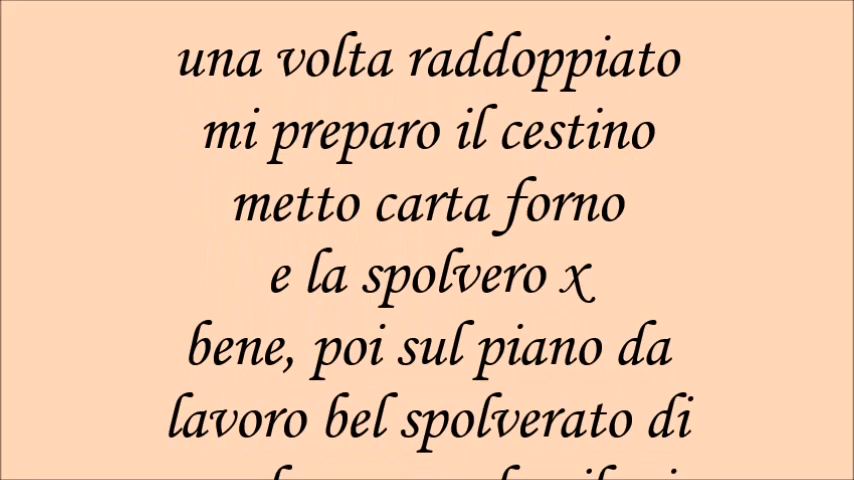 una volta raddoppiato
mi preparo il cestino
metto carta forno
e la spolvero x
bene, poi sul piano da
lavoro bel spolverato di